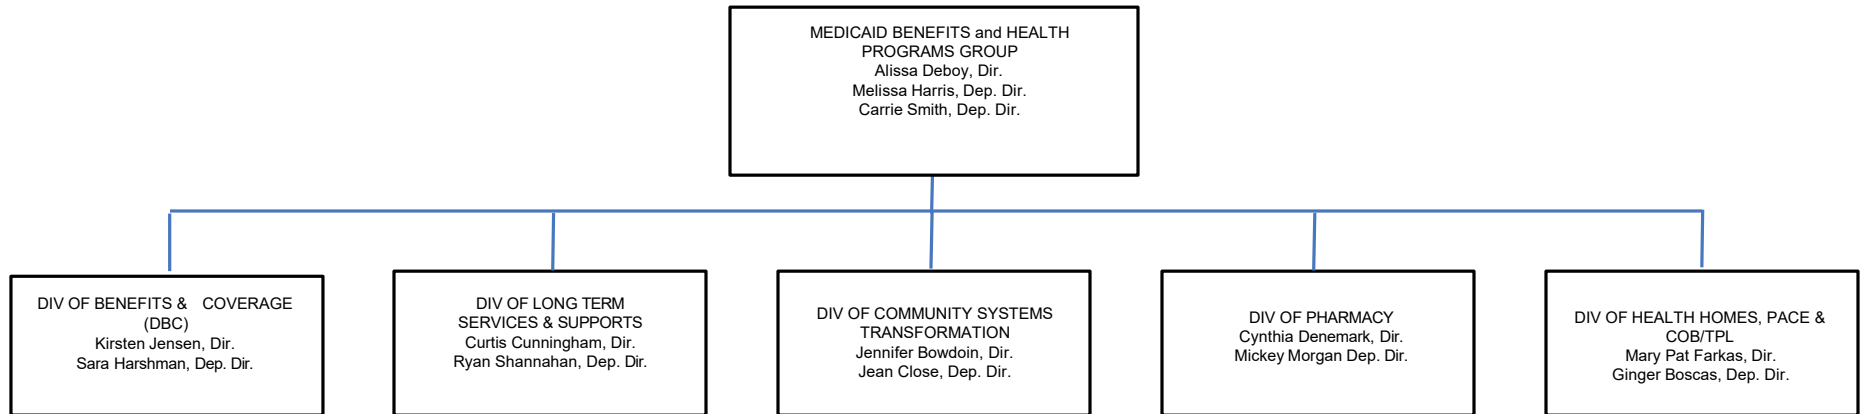 MEDICAID BENEFITS and HEALTH
PROGRAMS GROUP
Alissa Deboy, Dir.
Melissa Harris, Dep. Dir.
Carrie Smith, Dep. Dir.
DIV OF BENEFITS & COVERAGE
(DBC)
Kirsten Jensen, Dir.
Sara Harshman, Dep. Dir.
DIV OF LONG TERM
SERVICES & SUPPORTS
Curtis Cunningham, Dir.
Ryan Shannahan, Dep. Dir.
DIV OF COMMUNITY SYSTEMS
TRANSFORMATION
Jennifer Bowdoin, Dir.
Jean Close, Dep. Dir.
DIV OF PHARMACY
Cynthia Denemark, Dir.
Mickey Morgan Dep. Dir.
DIV OF HEALTH HOMES, PACE &
COB/TPL
Mary Pat Farkas, Dir.
Ginger Boscas, Dep. Dir.